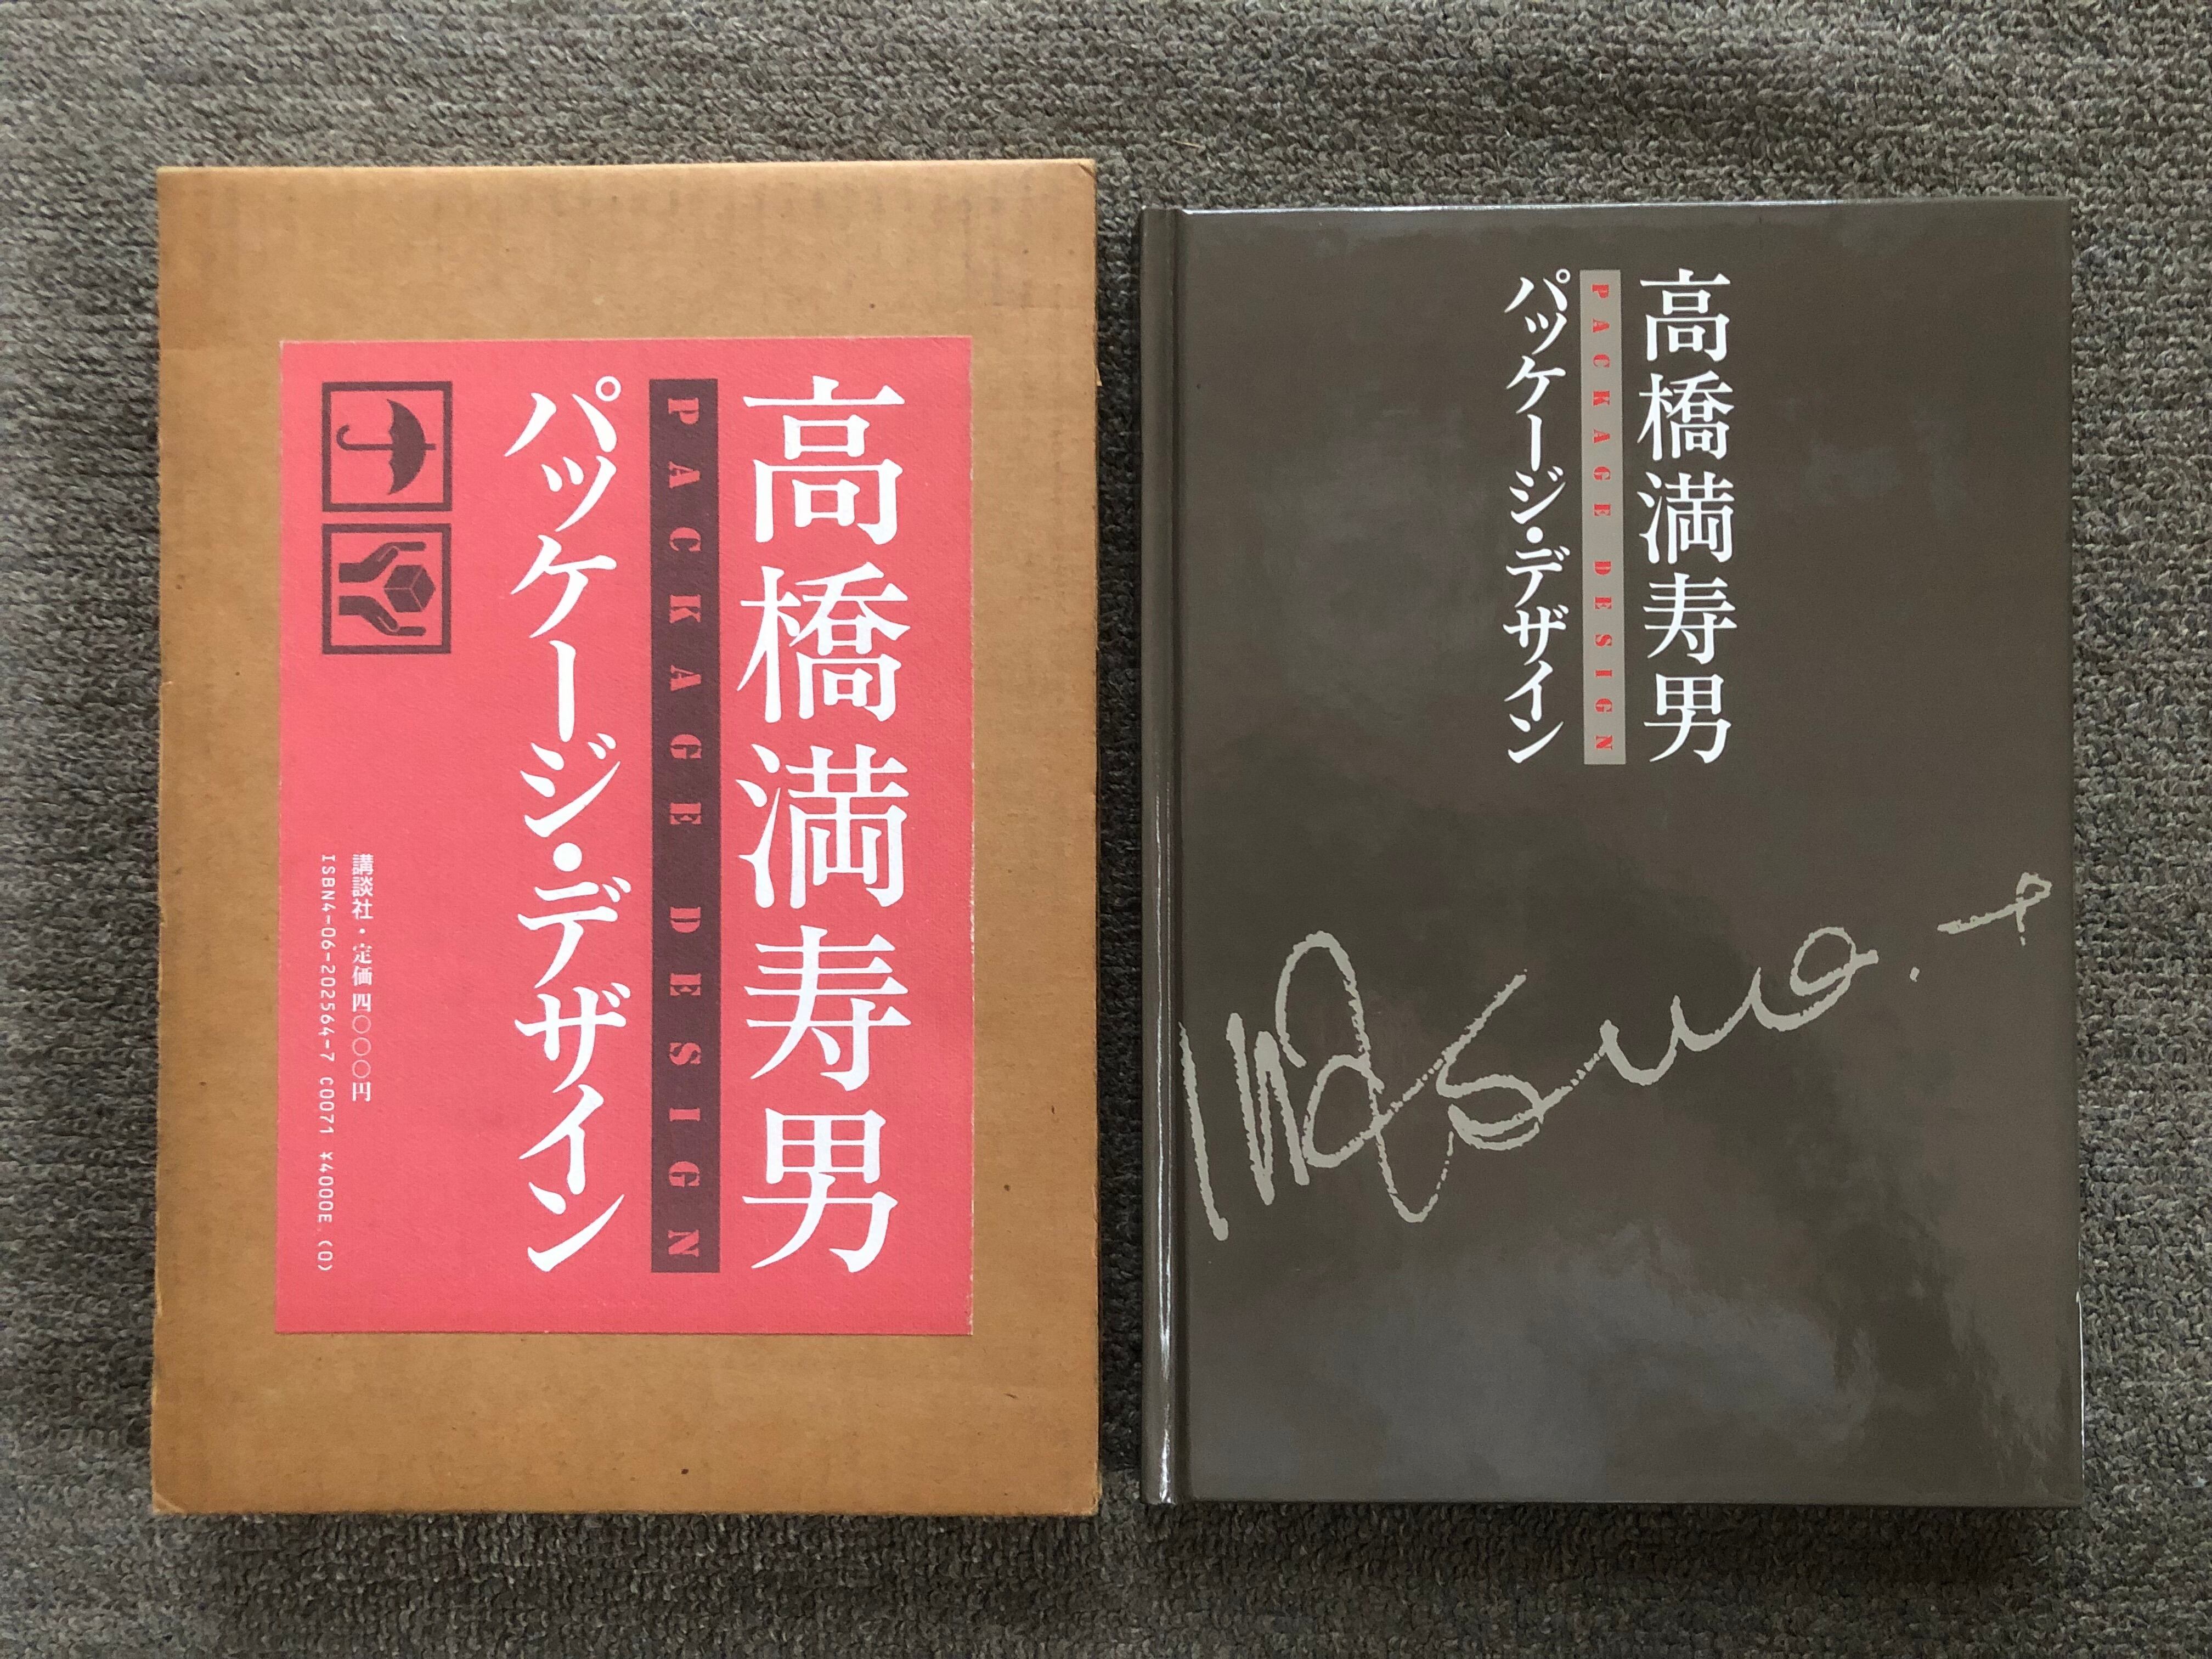 高橋満寿男
PACKAGE DESIGN
パッケージ・デザイン
講談社・定価 四〇〇〇円
ISBN4-06-202564-7 C0071 ¥4000E (0)
高橋満寿男
PACKAGE DESIGN
パッケージ・デザイン